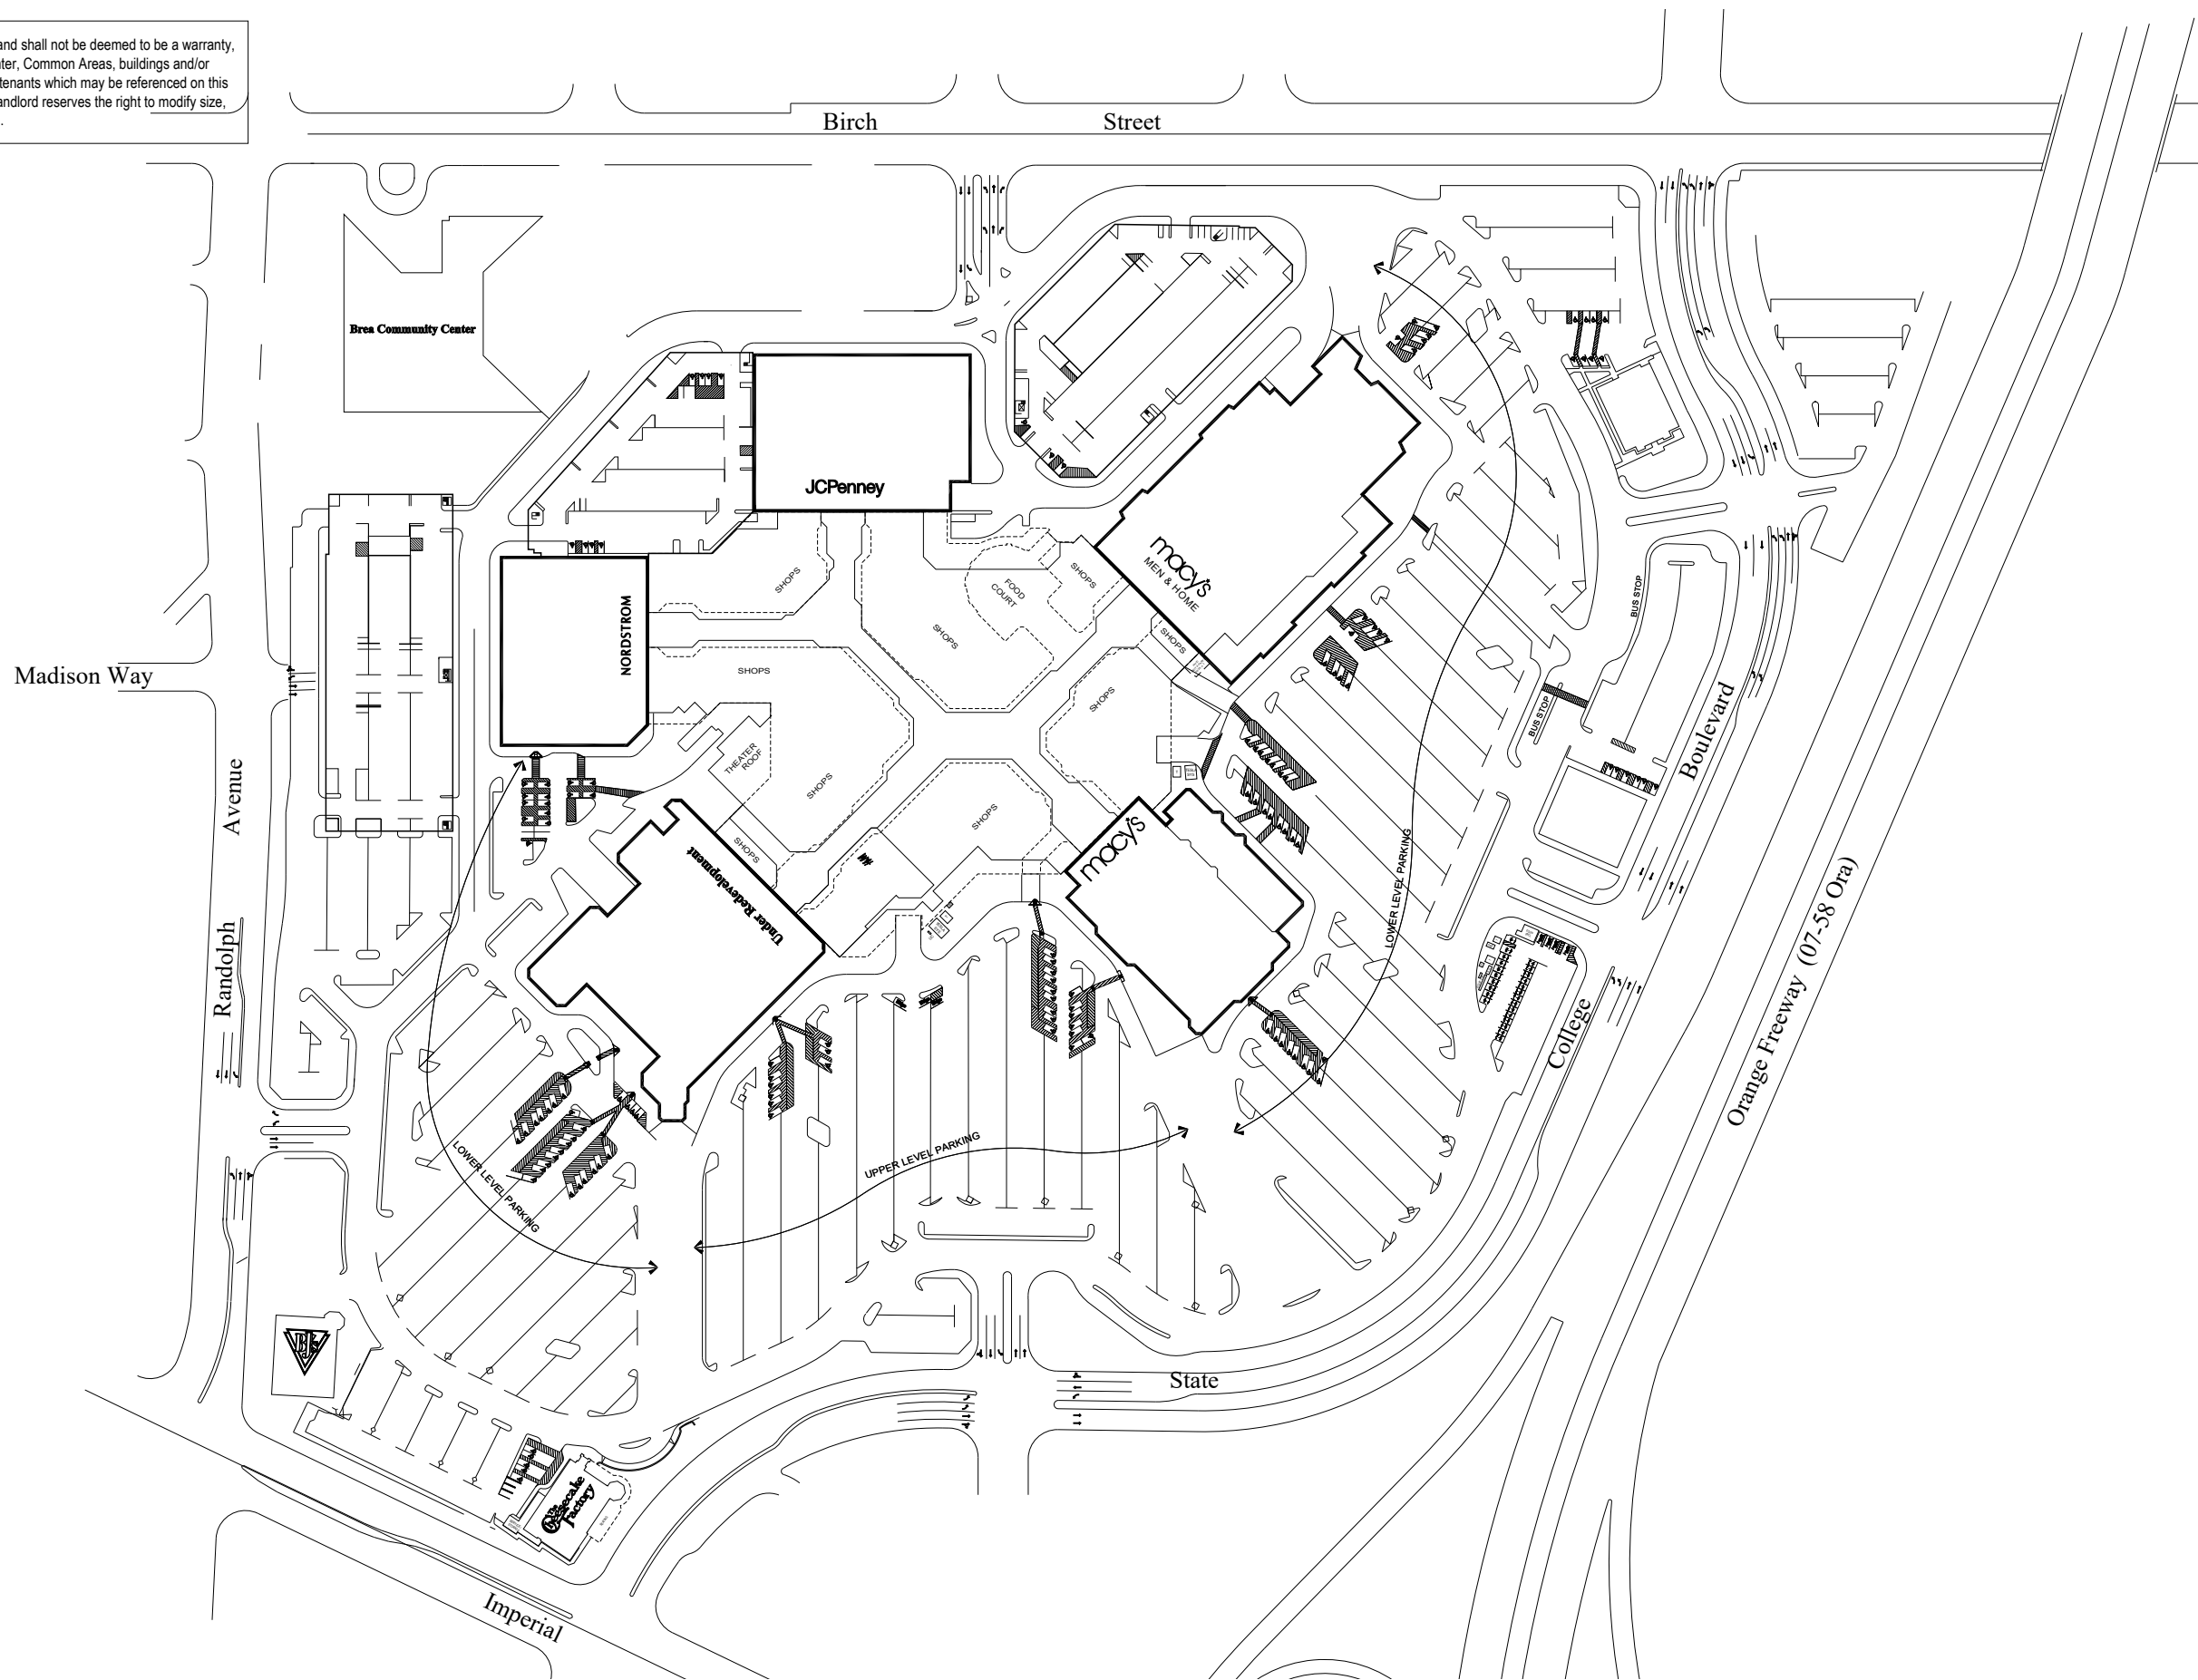 and shall not be deemed to be a warranty,
nter, Common Areas, buildings and/or
tenants which may be referenced on this
andlord reserves the right to modify size,
.
Birch Street
Brea Community Center
JCPenney
macy's
MEN & HOME
SHOPS
FOOD
COURT
SHOPS
SHOPS
SHOPS
NORDSTROM
SHOPS
SHOPS
THEATER
ROOF
SHOPS
SHOPS
SHOPS
macy's
Under Redevelopment
BUS STOP
BUS STOP
Madison Way
Randolph Avenue
LOWER LEVEL PARKING
LOWER LEVEL PARKING
UPPER LEVEL PARKING
College Boulevard
Orange Freeway (07-58 Ora)
State
BJ's
The
Cheesecake
Factory
Imperial